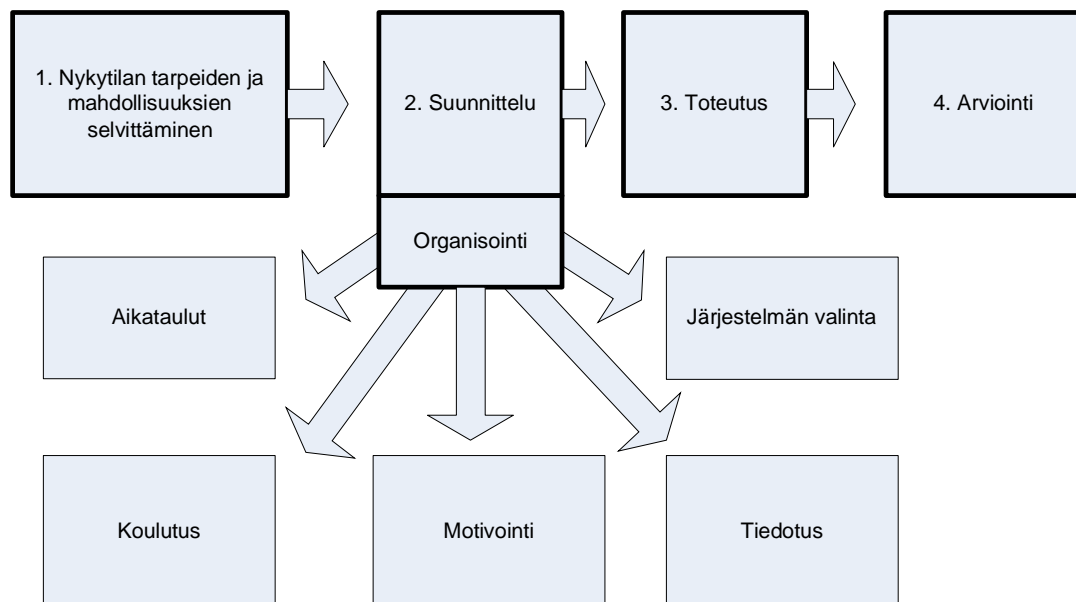 1. Nykytilan tarpeiden ja
mahdollisuuksien
selvittäminen
2. Suunnittelu
3. Toteutus
4. Arviointi
Organisointi
Aikataulut
Järjestelmän valinta
Koulutus
Motivointi
Tiedotus